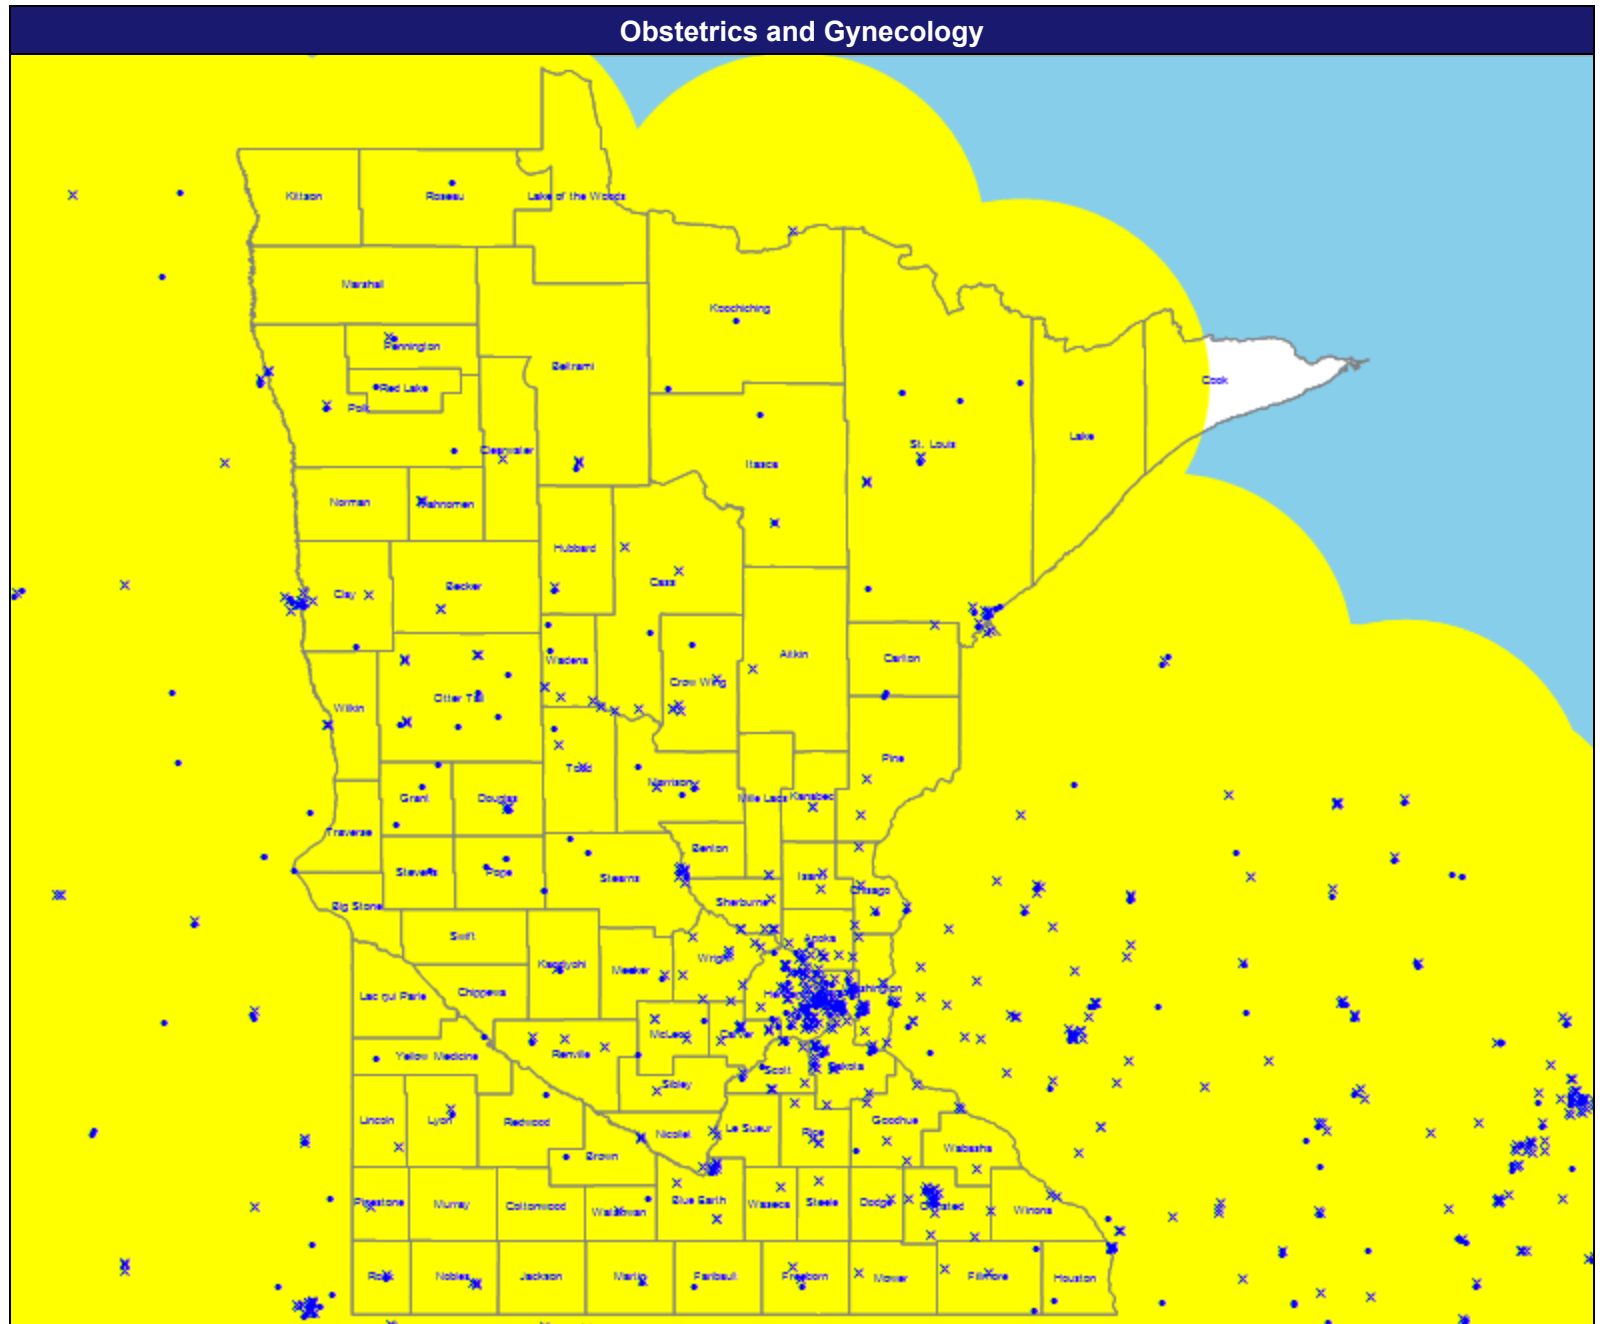 Obstetrics and Gynecology
Kittson
Roseau
Lake of the Woods
Marshall
Koochiching
Pennington
Beltrami
Cook
Red Lake
Polk
Lake
St. Louis
Clearwater
Itasca
Norman
Mahnomen
Hubbard
Cass
Becker
Clay
Aitkin
Carlton
Wadena
Crow Wing
Otter Tail
Wilkin
Pine
Todd
Morrison
Mille Lacs
Kanabec
Grant
Douglas
Traverse
Benton
Stevens
Pope
Stearns
Isanti
Chisago
Sherburne
Big Stone
Swift
Anoka
Kandiyohi
Meeker
Wright
Washington
Chippewa
Lac qui Parle
McLeod
Carver
Yellow Medicine
Renville
Scott
Dakota
Sibley
Lincoln
Lyon
Redwood
Nicollet
Le Sueur
Rice
Goodhue
Wabasha
Brown
Pipestone
Murray
Cottonwood
Watonwan
Blue Earth
Waseca
Steele
Dodge
Olmsted
Winona
Rock
Nobles
Jackson
Martin
Faribault
Freeborn
Mower
Fillmore
Houston